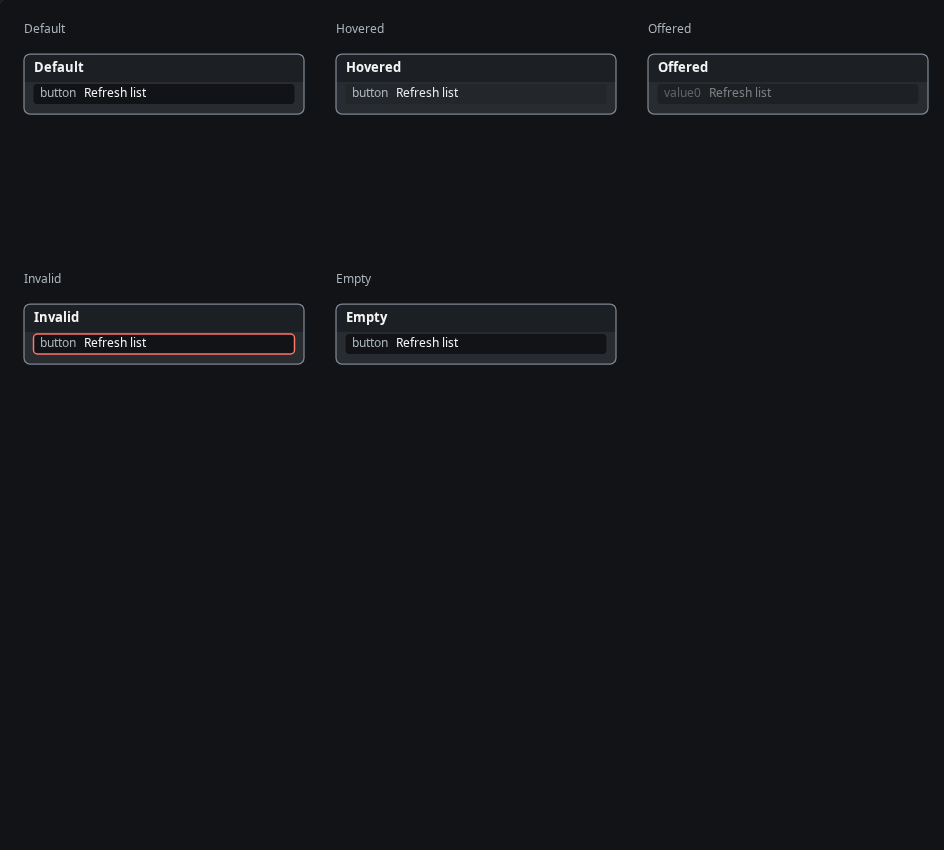 Default
Hovered
Offered
Default
Hovered
Offered
button Refresh list
button Refresh list
value0 Refresh list
Invalid
Empty
Invalid
Empty
button Refresh list
button Refresh list